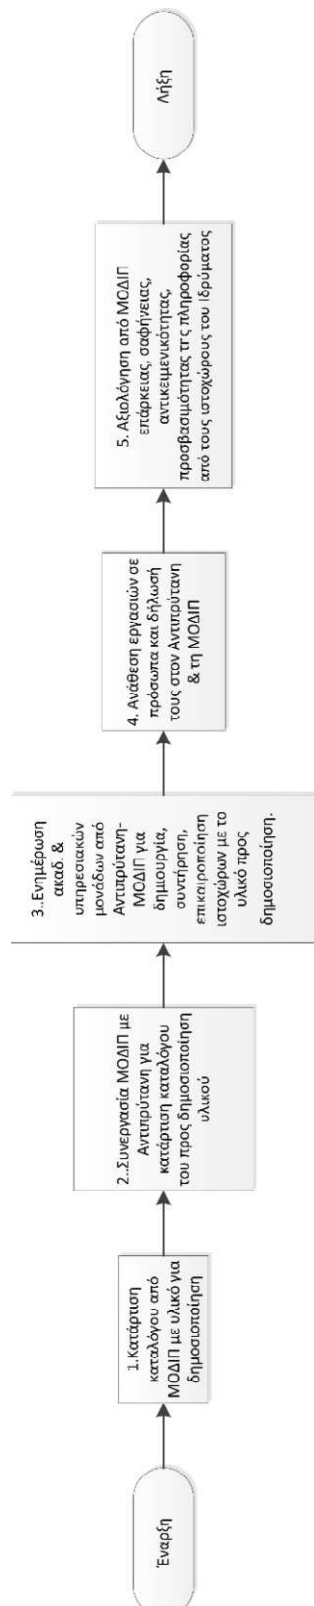 Έναρξη
1.Κατάρτιση
καταλόγου από
ΜΟΔΙΠ με υλικό για
δημοσιοποίηση
2..Συνεργασία ΜΟΔΙΠ με
Αντιπρύτανη για
κατάρτιση καταλόγου
του προς δημοσιοποίηση
υλικού
3..Ενημέρωση
ακαδ. &
υπηρεσιακών
μονάδων από
Αντιπρύτανη-
ΜΟΔΙΠ για
δημιουργία,
συντήρηση,
επικαιροποίηση
ιστοχώρων με το
υλικό προς
δημοσιοποίηση.
4. Ανάθεση εργασιών σε
πρόσωπα και δήλωσή
τους στον Αντιπρύτανη
& τη ΜΟΔΙΠ
5. Αξιολόγηση από ΜΟΔΙΠ
επάρκειας, σαφήνειας,
αντικειμενικότητας,
προσβασιμότητας της πληροφορίας
από τους ιστοχώρους του Ιδρύματος
Λήξη